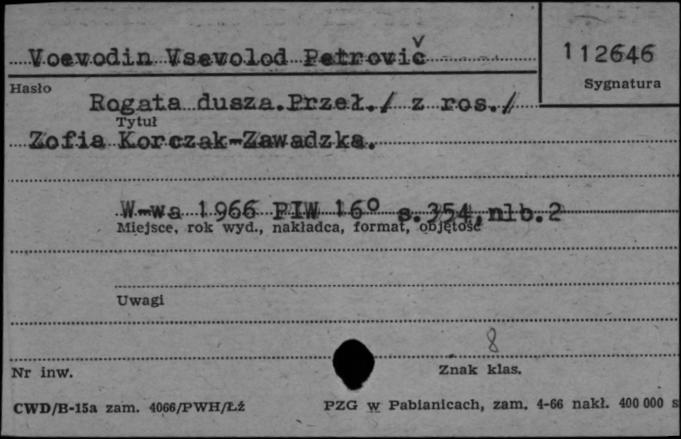 Voevodin Vsevolod Petrovič
112646
Hasło
Sygnatura
Rogata dusza.Przeł./ z ros./
Tytuł
Zofia Korczak-Zawadzka.
W-wa 1966 PIW 16º s.354,nlb.2
Miejsce, rok wyd., nakładca, format, objętość
Uwagi
8
Nr inw.
Znak klas.
CWD/B-15a zam. 4066/PWH/Łż
PZG w Pabianicach, zam. 4-66 nakł. 400 000 s